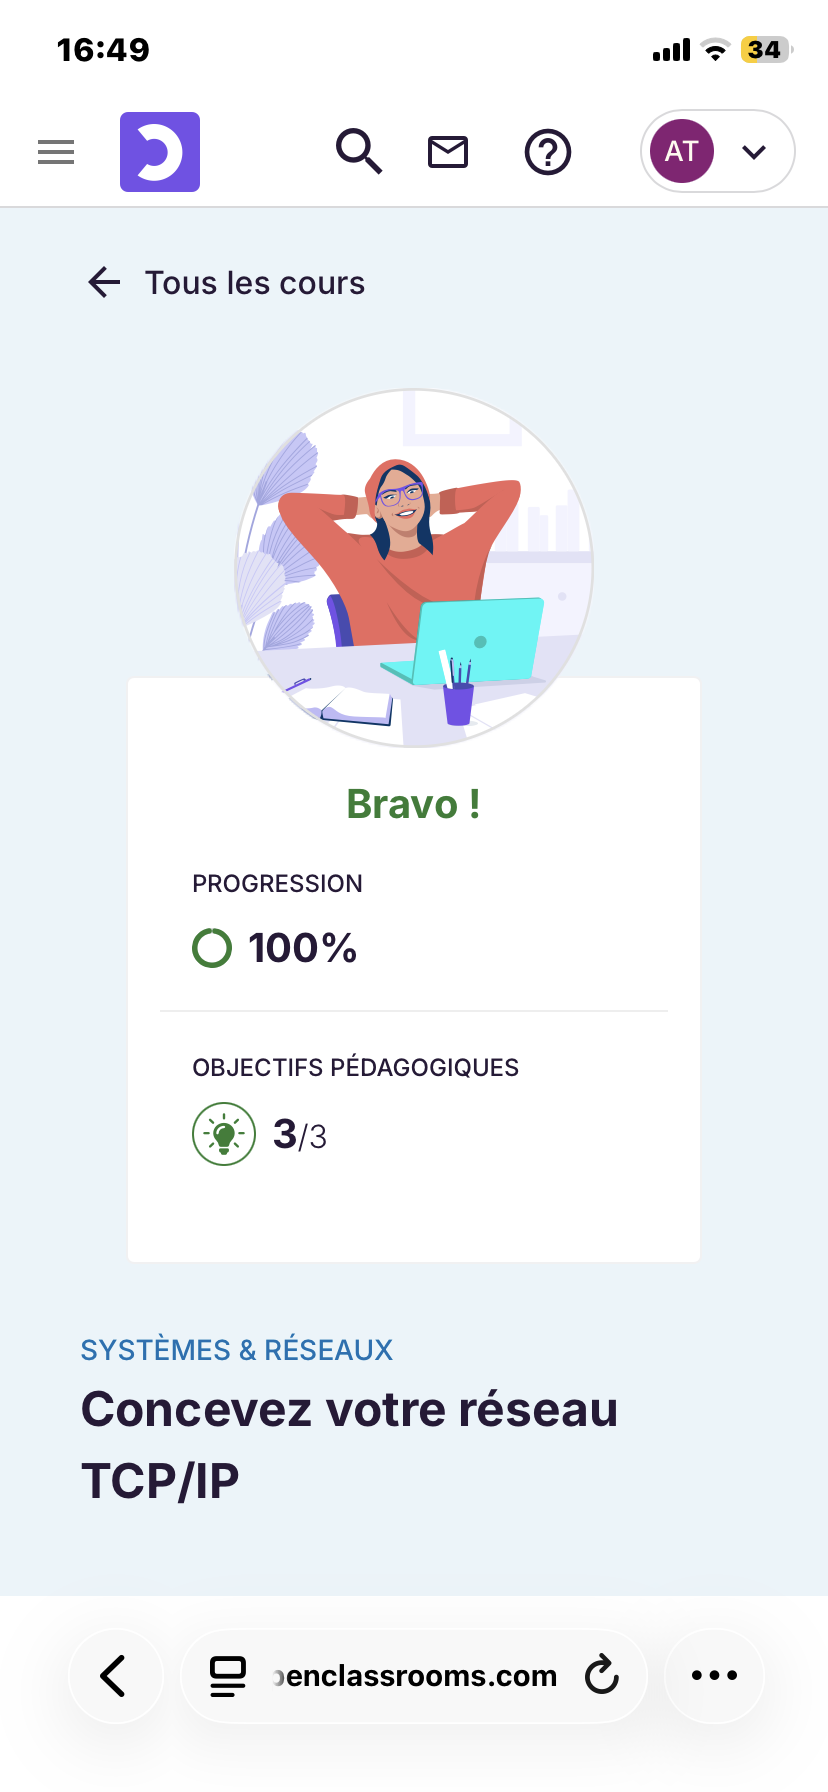 16:49
34
AT
Tous les cours
Bravo !
PROGRESSION
100%
OBJECTIFS PÉDAGOGIQUES
3/3
SYSTÈMES & RÉSEAUX
Concevez votre réseau
TCP/IP
penclassrooms.com